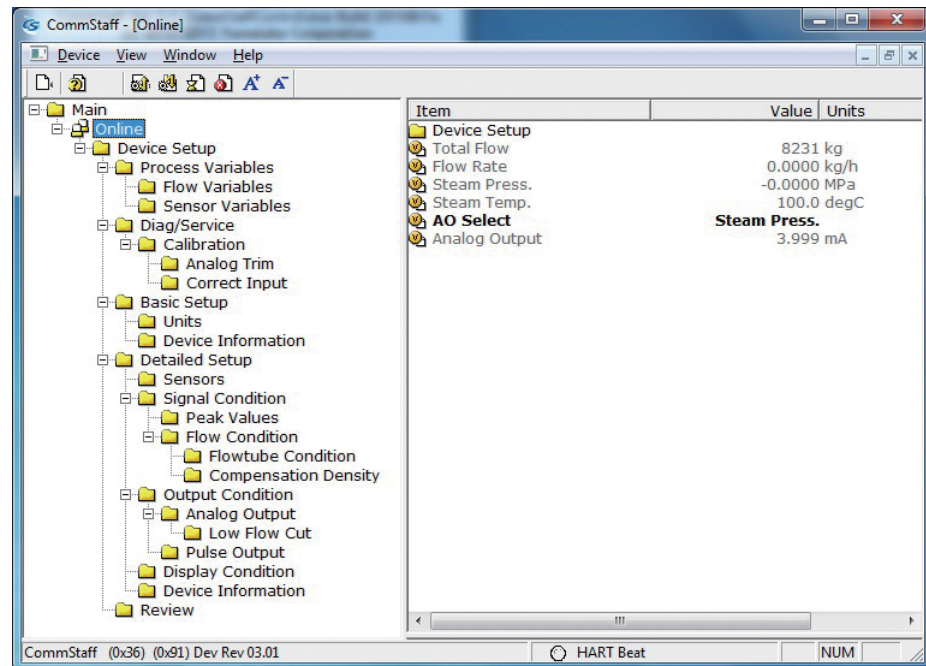 CommStaff - [Online]
Device View Window Help
Main
Online
Device Setup
Process Variables
Flow Variables
Sensor Variables
Diag/Service
Calibration
Analog Trim
Correct Input
Basic Setup
Units
Device Information
Detailed Setup
Sensors
Signal Condition
Peak Values
Flow Condition
Flowtube Condition
Compensation Density
Output Condition
Analog Output
Low Flow Cut
Pulse Output
Display Condition
Device Information
Review
Item Value Units
Device Setup
Total Flow 8231 kg
Flow Rate 0.0000 kg/h
Steam Press. -0.0000 MPa
Steam Temp. 100.0 degC
AO Select Steam Press.
Analog Output 3.999 mA
CommStaff (0x36) (0x91) Dev Rev 03.01 HART Beat NUM